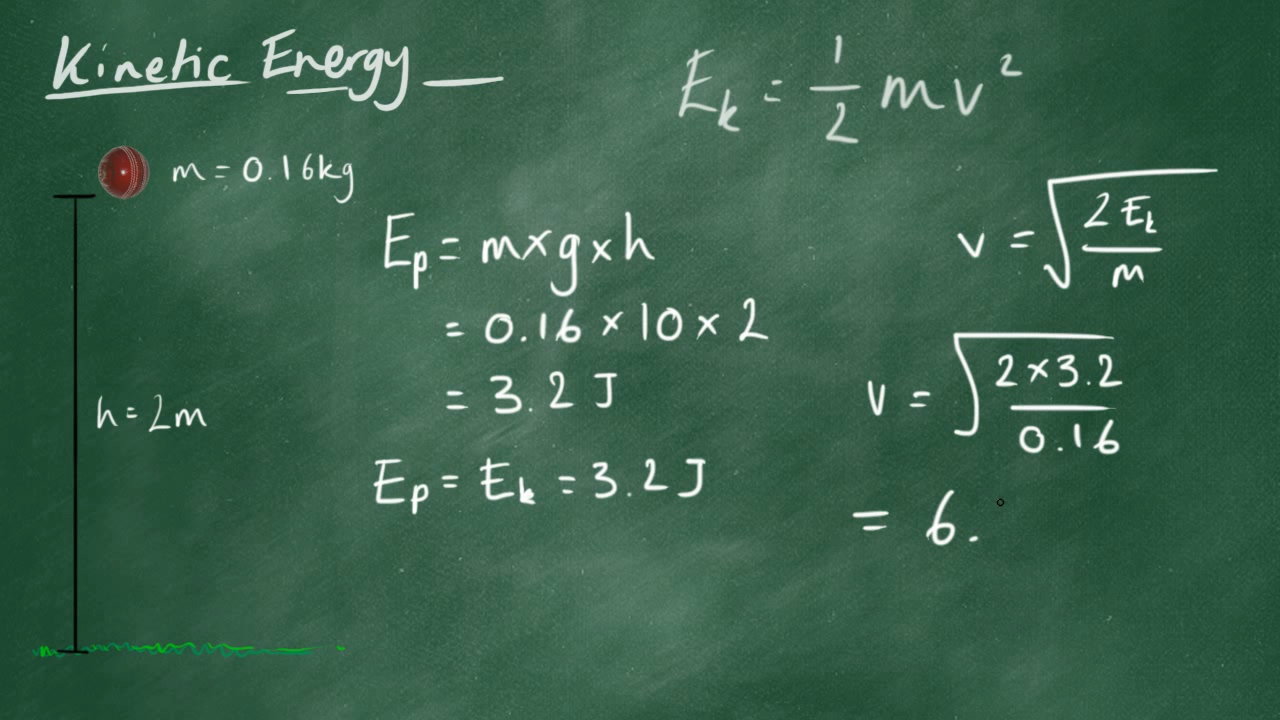 Kinetic Energy
Eₖ = 1/2 mv²
m = 0.16kg
h = 2m
Eₚ = m×g×h
= 0.16 × 10 × 2
= 3.2 J
Eₚ = Eₖ = 3.2 J
v = √(2Eₖ/m)
v = √(2×3.2/0.16)
= 6.